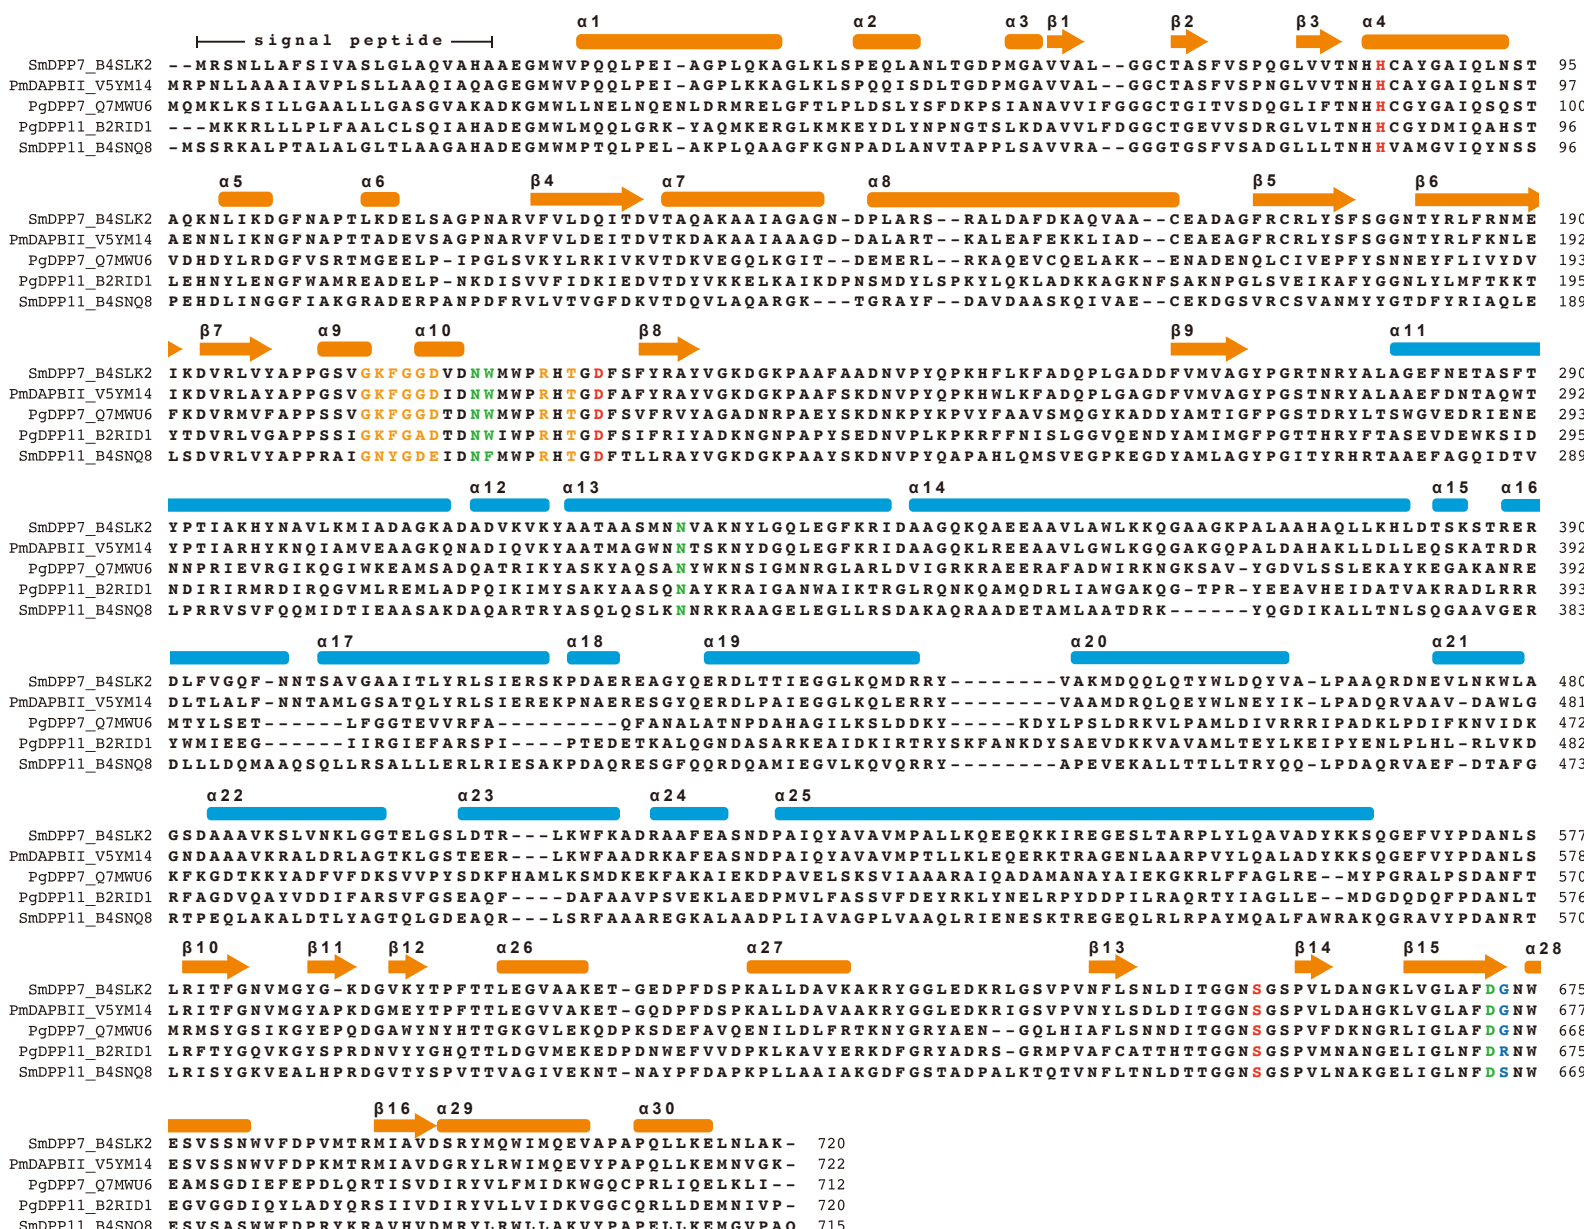 α1 α2 α3 β1 β2 β3 α4
signal peptide
SmDPP7_B4SLK2 --MRSNLLAFSIVASLGLAQVAHAAEGMWVPQQLPEI-AGPLQKAGLKLSPEQLANLTGDPMGAVVAL--GGCTASFVSPQGLVVTNHHCAYGAIQLNST 95
PmDAPBII_V5YM14 MRPNLLAAAIAVPLSLLAAQIAQAAEGMWVPQQLPEI-AGPLKKAGLKLSPQQISDLTGDPMGAVVAL--GGCTASFVSPNGLVVTNHHCAYGAIQLNST 97
PgDPP7_Q7MWU6 MQMKLKSILLGAALLLGASGVAKADKGMWLLNELNQENLDRMRELGFTLPLDSLYSFDKPSIANAVVIFGGGCTGITVSDQGLIFTNHHCGYGAIQSQST 100
PgDPP11_B2RID1 ---MKKRLLLPLFAALCLSQIAHADEGMWLMQQLGRK-YAQMKERGLKMKEYDLYNPNGTSLKDAVVLFDGGCTGEVVSDRGLVLTNHHCGYDMIQAHST 96
SmDPP11_B4SNQ8 -MSSRKALPTALALGLTLAAGAHADEGMWMPTQLPEL-AKPLQAAGFKGNPADLANVTAPPLSAVVRA--GGGTGSFVSADGLLLTNHHVAMGVIQYNSS 96
α5 α6 β4 α7 α8 β5 β6
SmDPP7_B4SLK2 AQKNLIKDGFNAPTLKDELSAGPNARVFVLDQITDVTAQAKAAIAGAGN-DPLARS--RALDAFDKAQVAA--CEADAGFRCRLYSFSGGNTYRLFRNME 190
PmDAPBII_V5YM14 AENNLIKNGFNAPTTADEVSAGPNARVFVLDEITDVTKDAKAAIAAAGD-DALART--KALEAFEKKLIAD--CEAEAGFRCRLYSFSGGNTYRLFKNLE 192
PgDPP7_Q7MWU6 VDHDYLRDGFVSRTMGEELP-IPGLSVKYLRKIVKVTDKVEGQLKGIT--DEMERL--RKAQEVCQELAKK--ENADENQLCIVEPFYSNNEYFLIVYDV 193
PgDPP11_B2RID1 LEHNYLENGFWAMREADELP-NKDISVVFIDKIEDVTDYVKKELKAIKDPNSMDYLSPKYLQKLADKKAGKNFSAKNPGLSVEIKAFYGGNLYLMFTKKT 195
SmDPP11_B4SNQ8 PEHDLINGGFIAKGRADERPANPDFRVLVTVGFDKVTDQVLAQARGK---TGRAYF--DAVDAASKQIVAE--CEKDGSVRCSVANMYYGTDFYRIAQLE 189
β7 α9 α10 β8 β9 α11
SmDPP7_B4SLK2 IKDVRLVYAPPGSVGKFGGDVDNWMWPRHTGDFSFYRAYVGKDGKPAAFAADNVPYQPKHFLKFADQPLGADDFVMVAGYPGRTNRYALAGEFNETASFT 290
PmDAPBII_V5YM14 IKDVRLAYAPPGSVGKFGGDIDNWMWPRHTGDFAFYRAYVGKDGKPAAFSKDNVPYQPKHWLKFADQPLGAGDFVMVAGYPGSTNRYALAAEFDNTAQWT 292
PgDPP7_Q7MWU6 FKDVRMVFAPPSSVGKFGGDTDNWMWPRHTGDFSVFRVYAGADNRPAEYSKDNKPYKPVYFAAVSMQGYKADDYAMTIGFPGSTDRYLTSWGVEDRIENE 293
PgDPP11_B2RID1 YTDVRLVGAPPSSIGKFGADTDNWIWPRHTGDFSIFRIYADKNGNPAPYSEDNVPLKPKRFFNISLGGVQENDYAMIMGFPGTTHRYFTASEVDEWKSID 295
SmDPP11_B4SNQ8 LSDVRLVYAPPRAIGNYGDEIDNFMWPRHTGDFTLLRAYVGKDGKPAAYSKDNVPYQAPAHLQMSVEGPKEGDYAMLAGYPGITYRHRTAAEFAGQIDTV 289
α12 α13 α14 α15 α16
SmDPP7_B4SLK2 YPTIAKHYNAVLKMIADAGKADADVKVKYAATAASMNNVAKNYLGQLEGFKRIDAAGQKQAEEAAVLAWLKKQGAAGKPALAAHAQLLKHLDTSKSTRER 390
PmDAPBII_V5YM14 YPTIARHYKNQIAMVEAAGKQNADIQVKYAATMAGWNNTSKNYDGQLEGFKRIDAAGQKLREEAAVLGWLKGQGAKGQPALDAHAKLLDLLEQSKATRDR 392
PgDPP7_Q7MWU6 NNPRIEVRGIKQGIWKEAMSADQATRIKYASKYAQSANYWKNSIGMNRGLARLDVIGRKRAEERAFADWIRKNGKSAV-YGDVLSSLEKAYKEGAKANRE 392
PgDPP11_B2RID1 NDIRIRMRDIRQGVMLREMLADPQIKIMYSAKYAASQNAYKRAIGANWAIKTRGLRQNKQAMQDRLIAWGAKQG-TPR-YEEAVHEIDATVAKRADLRRR 393
SmDPP11_B4SNQ8 LPRRVSVFQQMIDTIEAASAKDAQARTRYASQLQSLKNNRKRAAGELEGLLRSDAKAQRAADETAMLAATDRK------YQGDIKALLTNLSQGAAVGER 383
α17 α18 α19 α20 α21
SmDPP7_B4SLK2 DLFVGQF-NNTSAVGAAITLYRLSIERSKPDAEREAGYQERDLTTIEGGLKQMDRRY--------VAKMDQQLQTYWLDQYVA-LPAAQRDNEVLNKWLA 480
PmDAPBII_V5YM14 DLTLALF-NNTAMLGSATQLYRLSIEREKPNAERESGYQERDLPAIEGGLKQLERRY--------VAAMDRQLQEYWLNEYIK-LPADQRVAAV-DAWLG 481
PgDPP7_Q7MWU6 MTYLSET------LFGGTEVVRFA---------QFANALATNPDAHAGILKSLDDKY-----KDYLPSLDRKVLPAMLDIVRRRIPADKLPDIFKNVIDK 472
PgDPP11_B2RID1 YWMIEEG------IIRGIEFARSPI----PTEDETKALQGNDASARKEAIDKIRTRYSKFANKDYSAEVDKKVAVAMLTEYLKEIPYENLPLHL-RLVKD 482
SmDPP11_B4SNQ8 DLLLDQMAAQSQLLRSALLLERLRIESAKPDAQRESGFQQRDQAMIEGVLKQVQRRY--------APEVEKALLTTLLTRYQQ-LPDAQRVAEF-DTAFG 473
α22 α23 α24 α25
SmDPP7_B4SLK2 GSDAAAVKSLVNKLGGTELGSLDTR---LKWFKADRAAFEASNDPAIQYAVAVMPALLKQEEQKKIREGESLTARPLYLQAVADYKKSQGEFVYPDANLS 577
PmDAPBII_V5YM14 GNDAAAVKRALDRLAGTKLGSTEER---LKWFAADRKAFEASNDPAIQYAVAVMPTLLKLEQERKTRAGENLAARPVYLQALADYKKSQGEFVYPDANLS 578
PgDPP7_Q7MWU6 KFKGDTKKYADFVFDKSVVPYSDKFHAMLKSMDKEKFAKAIEKDPAVELSKSVIAAARAIQADAMANAYAIEKGKRLFFAGLRE--MYPGRALPSDANFT 570
PgDPP11_B2RID1 RFAGDVQAYVDDIFARSVFGSEAQF----DAFAAVPSVEKLAEDPMVLFASSVFDEYRKLYNELRPYDDPILRAQRTYIAGLLE--MDGDQDQFPDANLT 576
SmDPP11_B4SNQ8 RTPEQLAKALDTLYAGTQLGDEAQR---LSRFAAAREGKALAADPLIAVAGPLVAAQLRIENESKTREGEQLRLRPAYMQALFAWRAKQGRAVYPDANRT 570
β10 β11 β12 α26 α27 β13 β14 β15 α28
SmDPP7_B4SLK2 LRITFGNVMGYG-KDGVKYTPFTTLEGVAAKET-GEDPFDSPKALLDAVKAKRYGGLEDKRLGSVPVNFLSNLDITGGNSGSPVLDANGKLVGLAFDGNW 675
PmDAPBII_V5YM14 LRITFGNVMGYAPKDGMEYTPFTTLEGVVAKET-GQDPFDSPKALLDAVAAKRYGGLEDKRIGSVPVNYLSDLDITGGNSGSPVLDAHGKLVGLAFDGNW 677
PgDPP7_Q7MWU6 MRMSYGSIKGYEPQDGAWYNYHTTGKGVLEKQDPKSDEFAVQENILDLFRTKNYGRYAEN--GQLHIAFLSNNDITGGNSGSPVFDKNGRLIGLAFDGNW 668
PgDPP11_B2RID1 LRFTYGQVKGYSPRDNVYYGHQTTLDGVMEKEDPDNWEFVVDPKLKAVYERKDFGRYADRS-GRMPVAFCATTHTTGGNSGSPVMNANGELIGLNFDRNW 675
SmDPP11_B4SNQ8 LRISYGKVEALHPRDGVTYSPVTTVAGIVEKNT-NAYPFDAPKPLLAAIAKGDFGSTADPALKTQTVNFLTNLDTTGGNSGSPVLNAKGELIGLNFDSNW 669
β16 α29 α30
SmDPP7_B4SLK2 ESVSSNWVFDPVMTRMIAVDSRYMQWIMQEVAPAPQLLKELNLAK- 720
PmDAPBII_V5YM14 ESVSSNWVFDPKMTRMIAVDGRYLRWIMQEVYPAPQLLKEMNVGK- 722
PgDPP7_Q7MWU6 EAMSGDIEFEPDLQRTISVDIRYVLFMIDKWGQCPRLIQELKLI-- 712
PgDPP11_B2RID1 EGVGGDIQYLADYQRSIIVDIRYVLLVIDKVGGCQRLLDEMNIVP- 720
SmDPP11_B4SNQ8 ESVSASWWFDPRYKRAVHVDMRYLRWLLAKVYPAPELLKEMGVPAQ 715